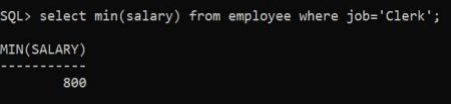 SQL> select min(salary) from employee where job='Clerk';
MIN(SALARY)
-----------
800